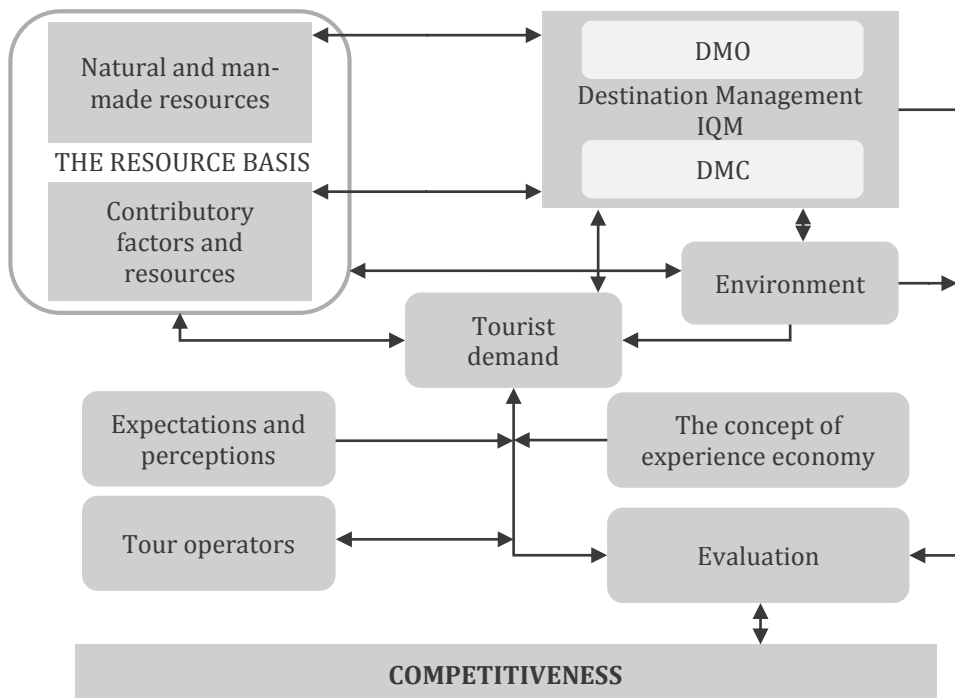 Natural and man-
made resources
THE RESOURCE BASIS
Contributory
factors and
resources
DMO
Destination Management
IQM
DMC
Environment
Tourist
demand
Expectations and
perceptions
The concept of
experience economy
Tour operators
Evaluation
COMPETITIVENESS